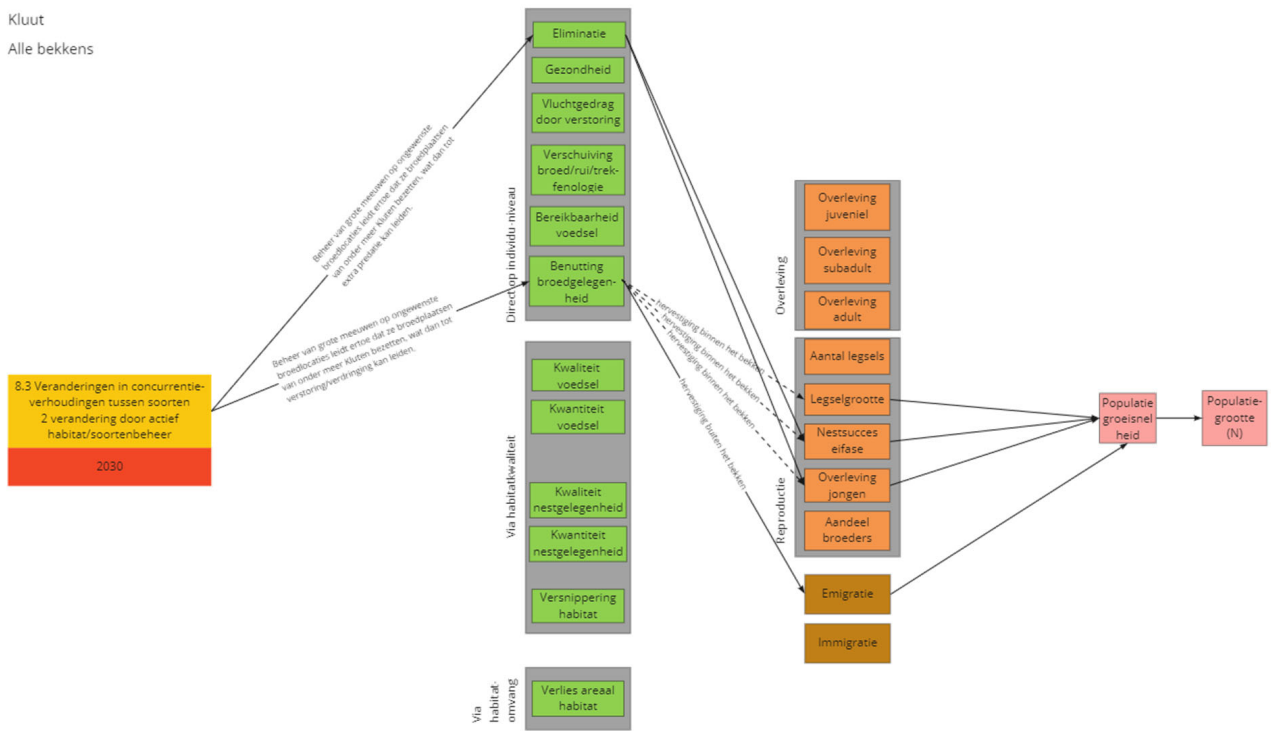 Kluut
Alle bekkens
8.3 Veranderingen in concurrentie-
verhoudingen tussen soorten
2 verandering door actief
habitat/soortenbeheer
2030
Beheer van grote meeuwen op ongewenste
broedlocaties leidt ertoe dat ze broedplaatsen
van onder meer Kluten bezetten, wat dan tot
extra predatie kan leiden.
Beheer van grote meeuwen op ongewenste
broedlocaties leidt ertoe dat ze broedplaatsen
van onder meer Kluten bezetten, wat dan tot
verstoring/verdringing kan leiden.
Direct op individu-niveau
Eliminatie
Gezondheid
Vluchtgedrag
door verstoring
Verschuiving
broed/rui/trek-
fenologie
Bereikbaarheid
voedsel
Benutting
broedgelegen-
heid
Via habitatkwaliteit
Kwaliteit
voedsel
Kwantiteit
voedsel
Kwaliteit
nestgelegenheid
Kwantiteit
nestgelegenheid
Versnippering
habitat
Via
habitat-
omvang
Verlies areaal
habitat
hervestiging binnen het bekken
hervestiging binnen het bekken
hervestiging binnen het bekken
hervestiging buiten het bekken
Overleving
Overleving
juveniel
Overleving
subadult
Overleving
adult
Reproductie
Aantal legsels
Legselgrootte
Nestsucces
eifase
Overleving
jongen
Aandeel
broeders
Emigratie
Immigratie
Populatie
groeisnel
heid
Populatie-
grootte
(N)